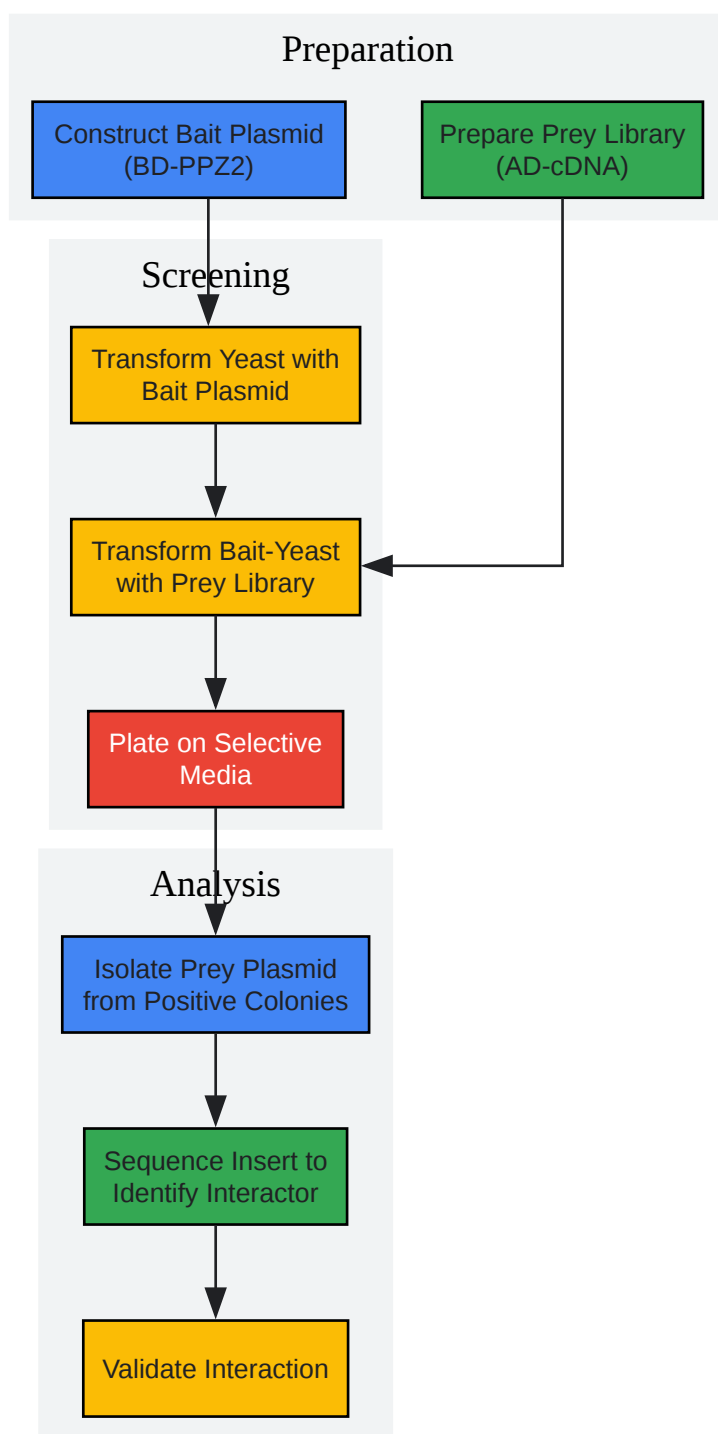 Preparation
Construct Bait Plasmid
(BD-PPZ2)
Prepare Prey Library
(AD-cDNA)
Screening
Transform Yeast with
Bait Plasmid
Transform Bait-Yeast
with Prey Library
Plate on Selective
Media
Analysis
Isolate Prey Plasmid
from Positive Colonies
Sequence Insert to
Identify Interactor
Validate Interaction